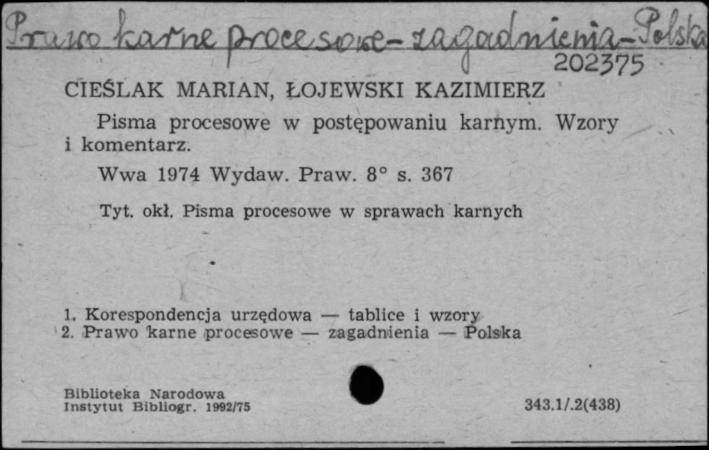 Prawo karne procesowe - zagadnienia - Polska
202375
CIEŚLAK MARIAN, ŁOJEWSKI KAZIMIERZ
Pisma procesowe w postępowaniu karnym. Wzory
i komentarz.
Wwa 1974 Wydaw. Praw. 8° s. 367
Tyt. okł. Pisma procesowe w sprawach karnych
1. Korespondencja urzędowa — tablice i wzory
2. Prawo karne procesowe — zagadnienia — Polska
Biblioteka Narodowa
Instytut Bibliogr. 1992/75
343.1/.2(438)